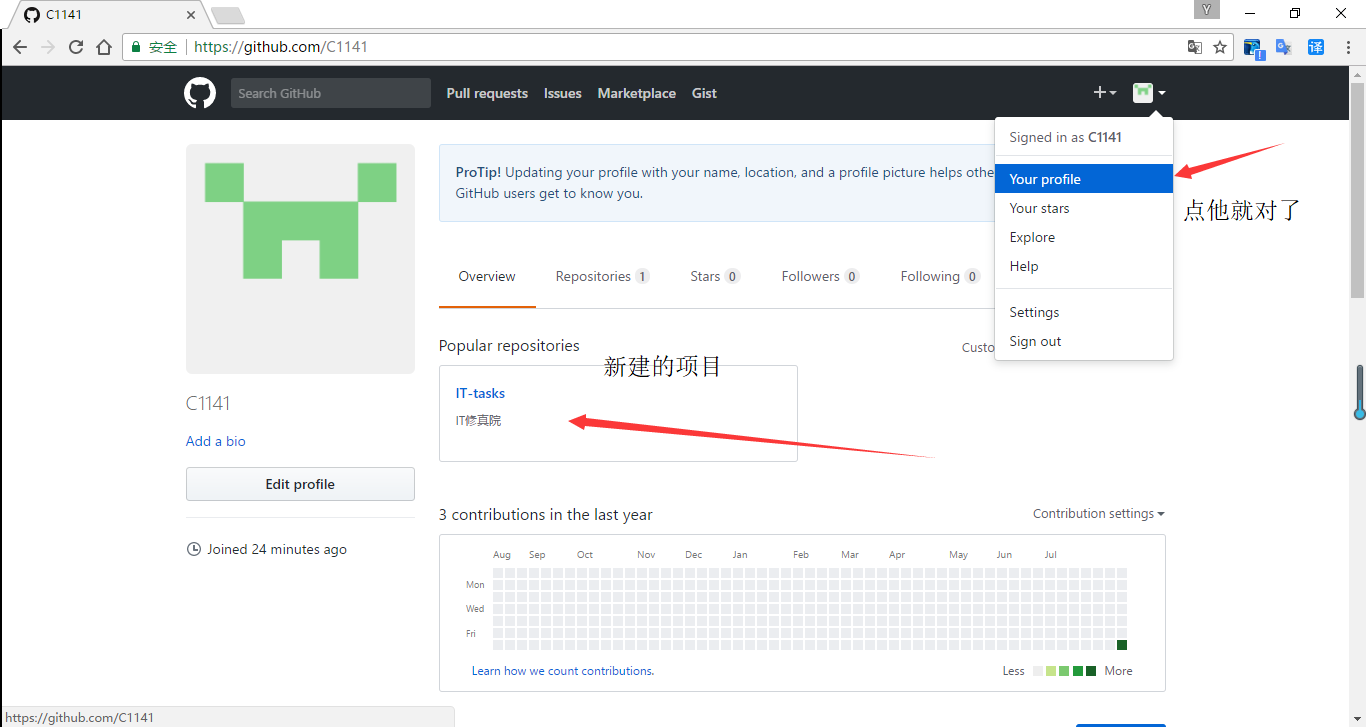 C1141
Y
安全 https://github.com/C1141
译
Search GitHub Pull requests Issues Marketplace Gist
Signed in as C1141
Your profile
Your stars
Explore
Help
Settings
Sign out
点他就对了
ProTip! Updating your profile with your name, location, and a profile picture helps othe
GitHub users get to know you.
Overview Repositories 1 Stars 0 Followers 0 Following 0
Popular repositories
Custo
新建的项目
IT-tasks
IT修真院
C1141
Add a bio
Edit profile
Joined 24 minutes ago
3 contributions in the last year
Contribution settings
Aug Sep Oct Nov Dec Jan Feb Mar Apr May Jun Jul
Mon
Wed
Fri
Learn how we count contributions.
Less More
https://github.com/C1141